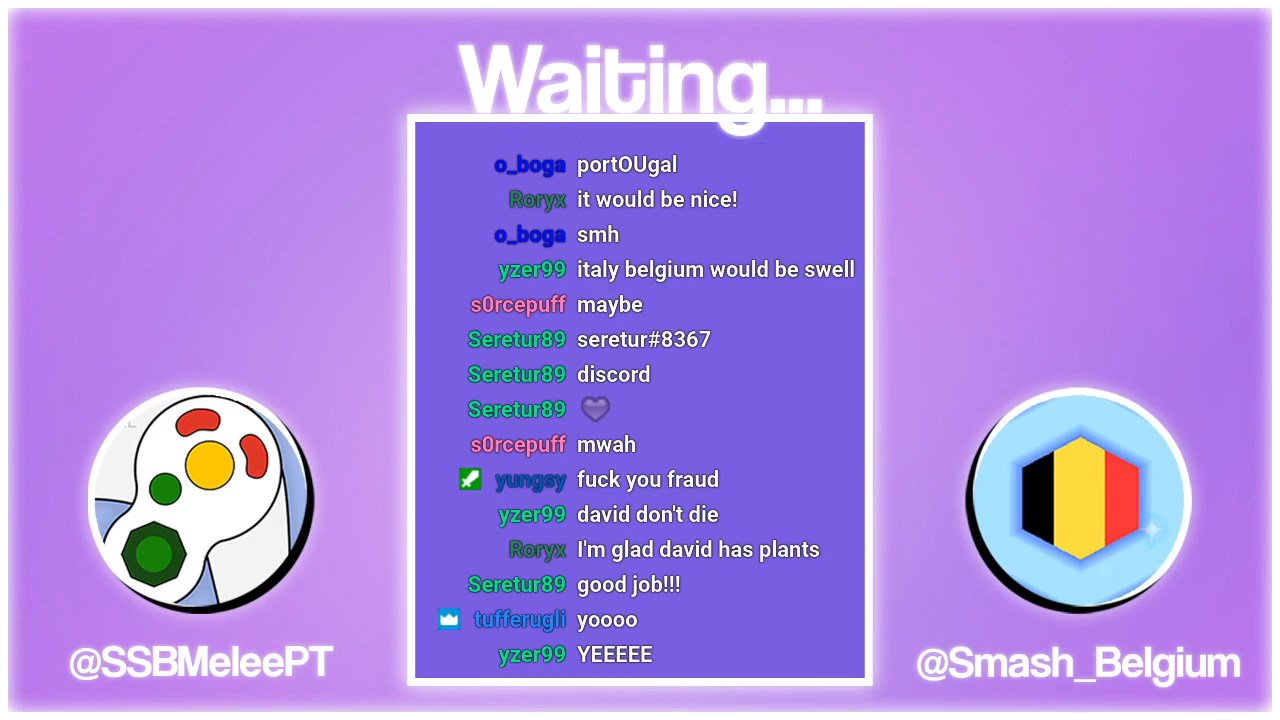 Waiting...
o_boga portOUgal
Roryx it would be nice!
o_boga smh
yzer99 italy belgium would be swell
s0rcepuff maybe
Seretur89 seretur#8367
Seretur89 discord
Seretur89 💜
s0rcepuff mwah
yungsy fuck you fraud
yzer99 david don't die
Roryx I'm glad david has plants
Seretur89 good job!!!
tufferugli yoooo
yzer99 YEEEEE
@SSBMeleePT
@Smash_Belgium